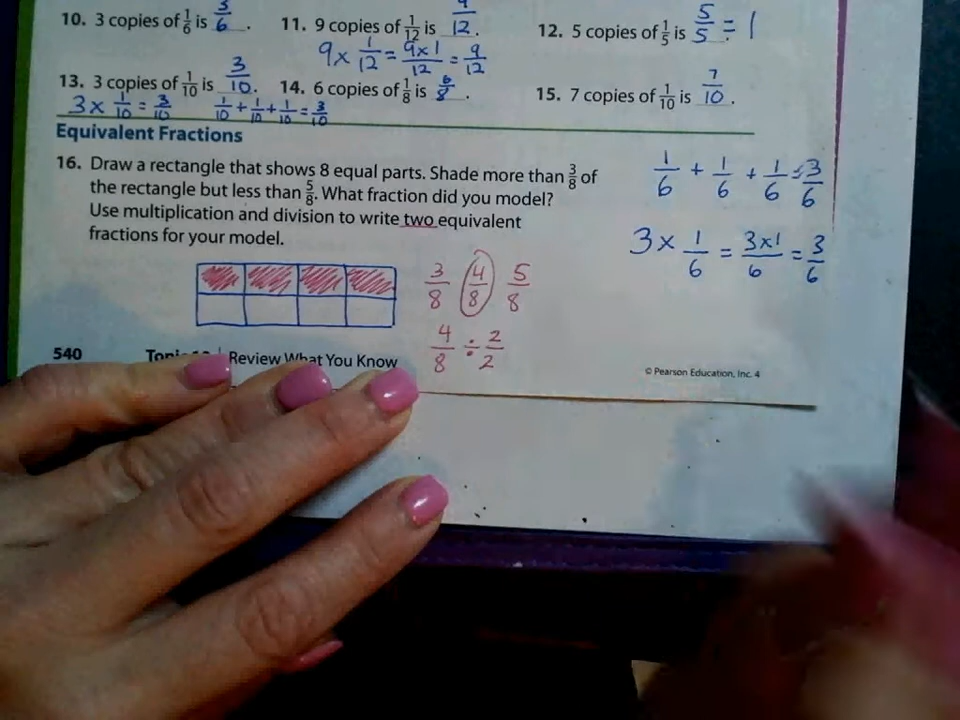 10. 3 copies of 1/6 is 3/6.
11. 9 copies of 1/12 is 9/12.
12. 5 copies of 1/5 is 5/5. = 1
9 × 1/12 = 9×1/12 = 9/12
13. 3 copies of 1/10 is 3/10.
14. 6 copies of 1/8 is 6/8.
15. 7 copies of 1/10 is 7/10.
3 × 1/10 = 3/10
1/10 + 1/10 + 1/10 = 3/10
Equivalent Fractions
16. Draw a rectangle that shows 8 equal parts. Shade more than 3/8 of
the rectangle but less than 5/8. What fraction did you model?
Use multiplication and division to write two equivalent
fractions for your model.
1/6 + 1/6 + 1/6 = 3/6
3 × 1/6 = 3×1/6 = 3/6
3/8 4/8 5/8
4/8 ÷ 2/2
540 Review What You Know
© Pearson Education, Inc. 4